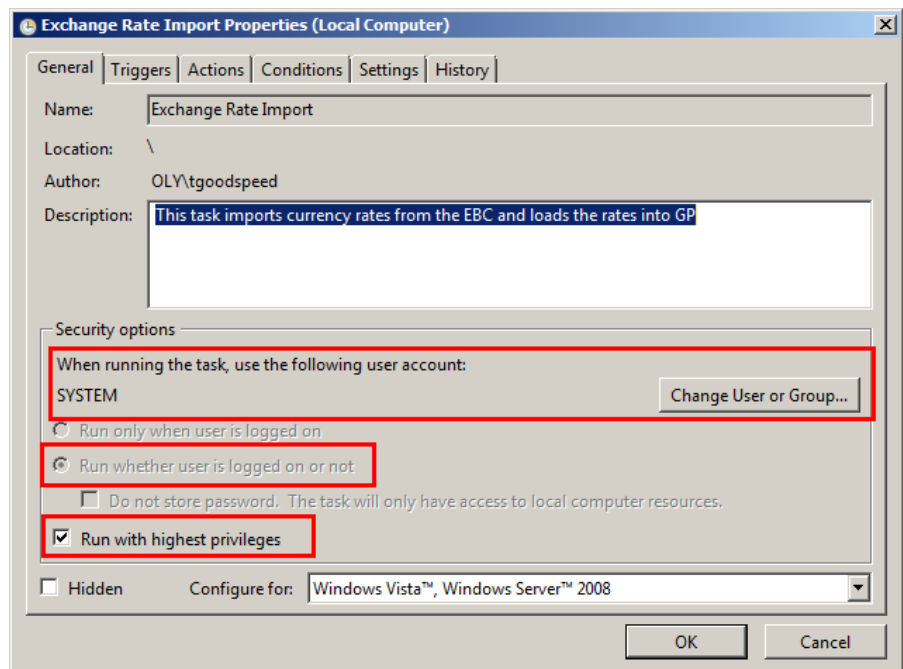 Exchange Rate Import Properties (Local Computer)
General Triggers Actions Conditions Settings History
Name: Exchange Rate Import
Location: \
Author: OLY\tgoodspeed
Description: This task imports currency rates from the EBC and loads the rates into GP
Security options
When running the task, use the following user account:
SYSTEM Change User or Group...
Run only when user is logged on
Run whether user is logged on or not
Do not store password. The task will only have access to local computer resources.
Run with highest privileges
Hidden Configure for: Windows Vista™, Windows Server™ 2008
OK Cancel